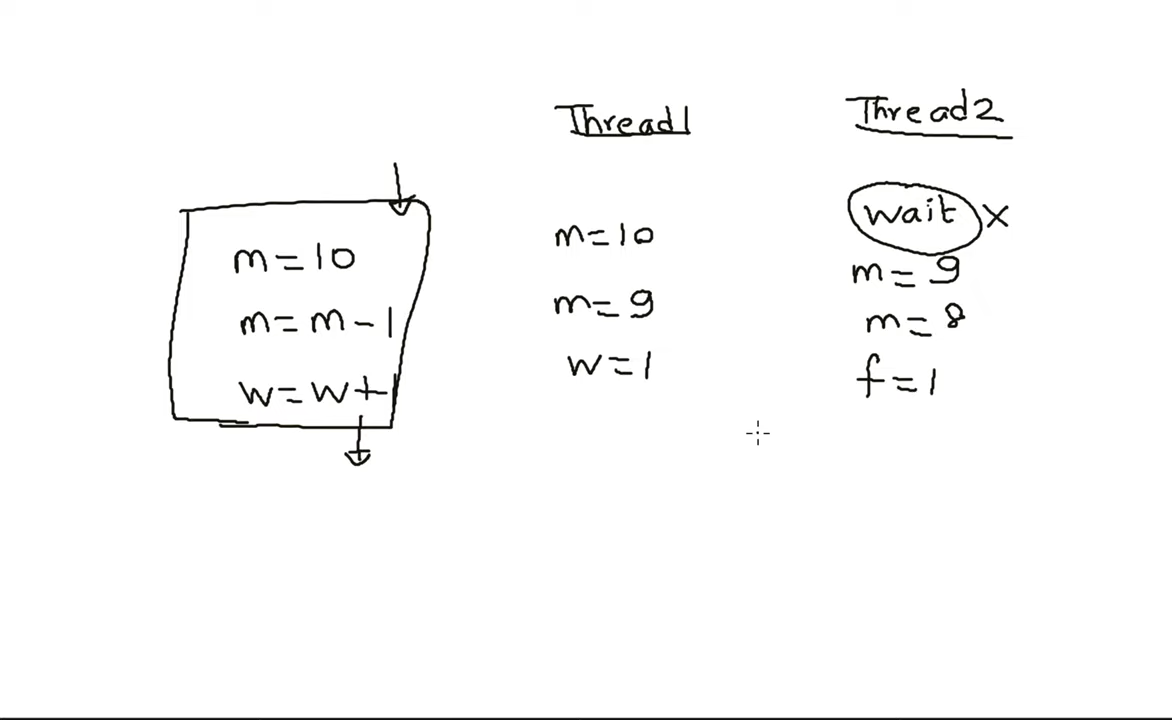 Thread1
Thread2
m=10
m=m-1
w=w+1
m=10
m=9
w=1
wait x
m=9
m=8
f=1